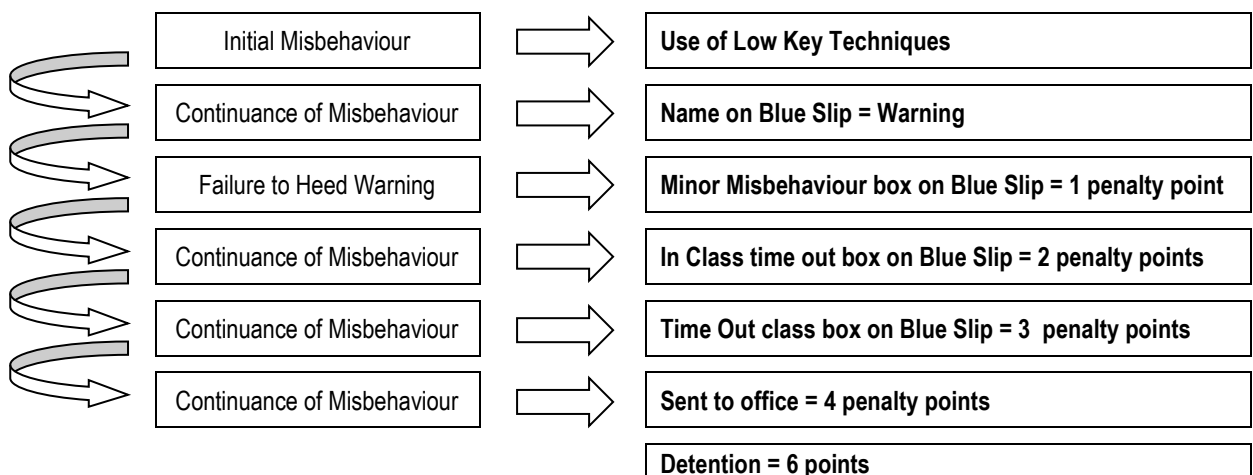 Initial Misbehaviour
Use of Low Key Techniques
Continuance of Misbehaviour
Name on Blue Slip = Warning
Failure to Heed Warning
Minor Misbehaviour box on Blue Slip = 1 penalty point
Continuance of Misbehaviour
In Class time out box on Blue Slip = 2 penalty points
Continuance of Misbehaviour
Time Out class box on Blue Slip = 3  penalty points
Continuance of Misbehaviour
Sent to office = 4 penalty points
Detention = 6 points